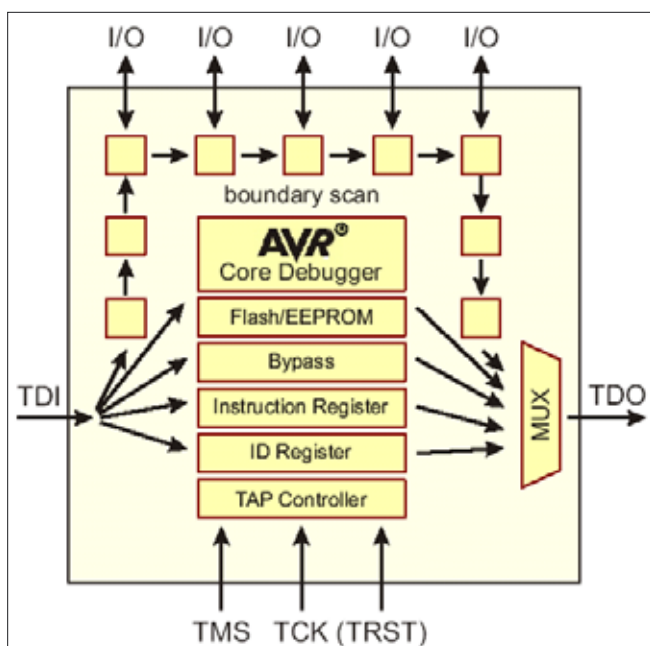 I/O I/O I/O I/O I/O
boundary scan
AVR®
Core Debugger
Flash/EEPROM
Bypass
TDI
Instruction Register
MUX
TDO
ID Register
TAP Controller
TMS TCK (TRST)